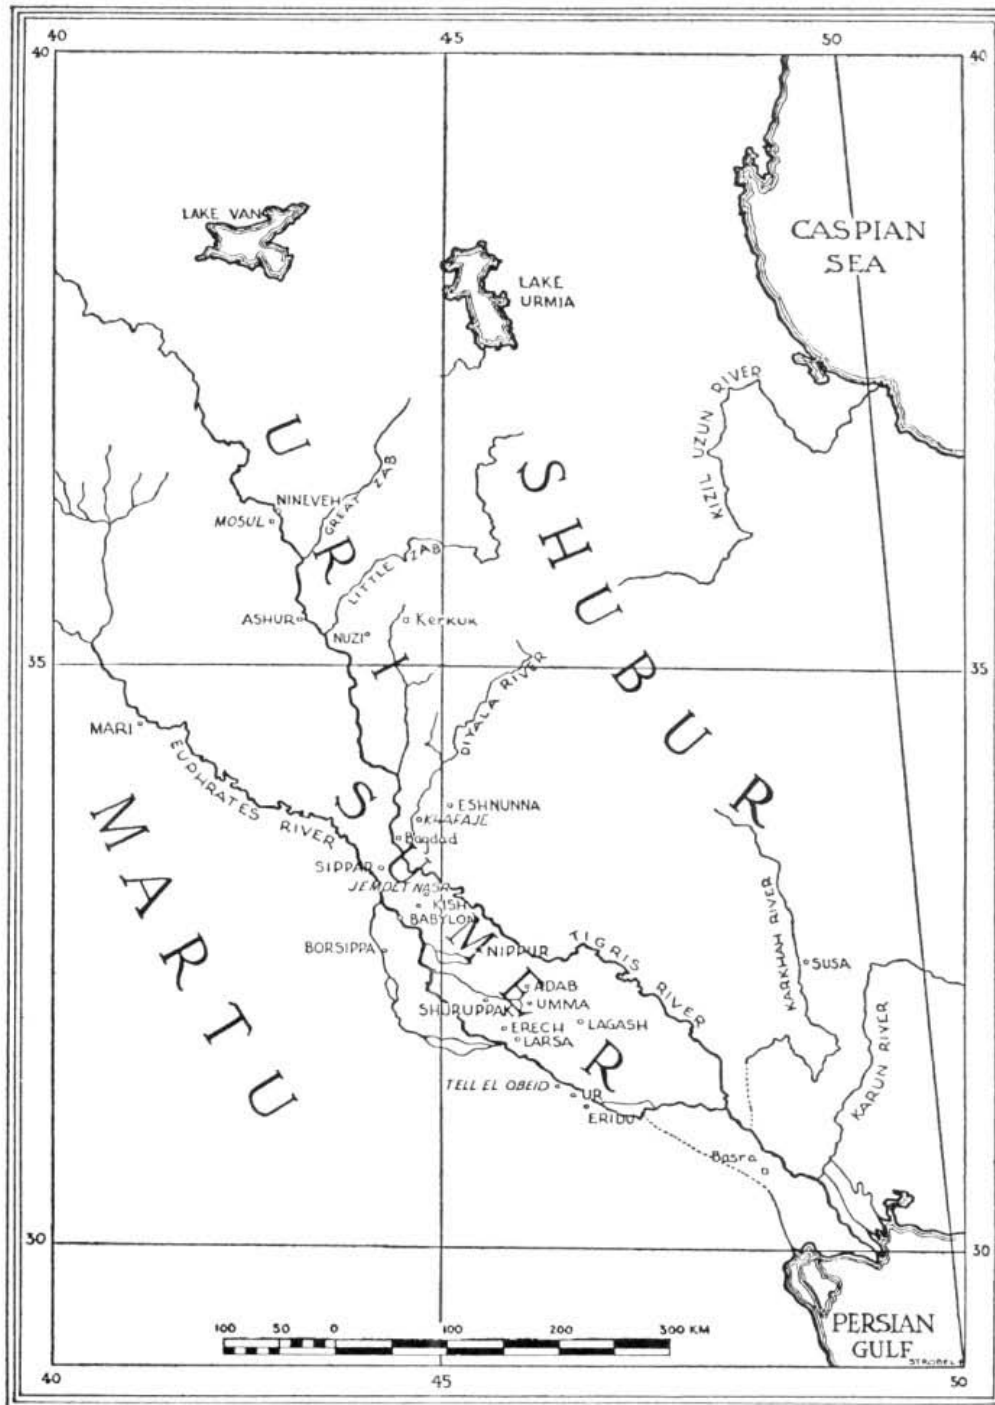 40 45 50
40 40
LAKE VAN
CASPIAN
SEA
LAKE
URMIA
KIZIL UZUN RIVER
URI
SHUBUR
NINEVEH
MOSUL
GREAT ZAB
LITTLE ZAB
ASHUR
NUZI
Kerkuk
35 35
DIYALA RIVER
MARI
EUPHRATES RIVER
MARTU
SUMER
ESHNUNNA
KHAFAJE
Bagdad
SIPPAR
JEMDET NASR
KISH
BABYLON
BORSIPPA
NIPPUR
TIGRIS RIVER
KARKHAH RIVER
SUSA
ADAB
SHURUPPAK
UMMA
ERECH
LAGASH
LARSA
KARUN RIVER
TELL EL OBEID
UR
ERIDU
Basra
30 30
100 50 0 100 200 300 KM
PERSIAN
GULF
STROBEL
40 45 50